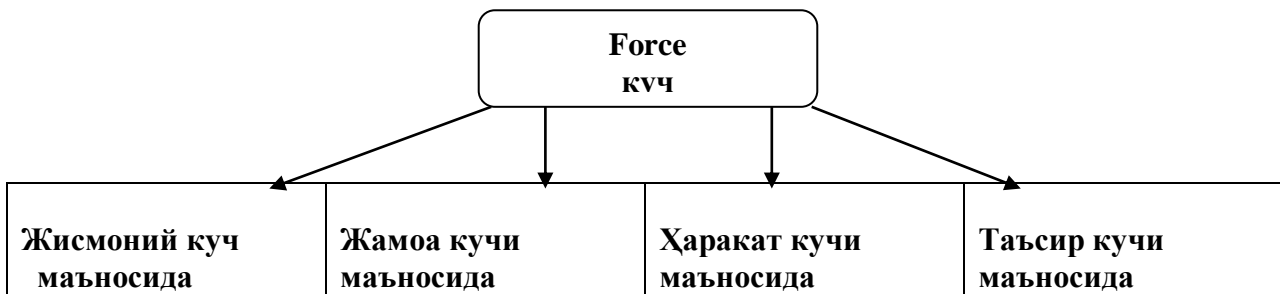 Force
куч
Жисмоний куч
маъносида
Жамоа кучи
маъносида
Ҳаракат кучи
маъносида
Таъсир кучи
маъносида